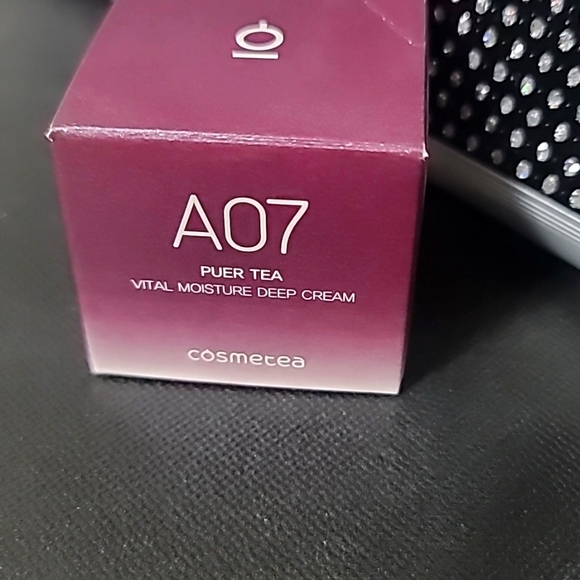 A07
PUER TEA
VITAL MOISTURE DEEP CREAM
cosmetea